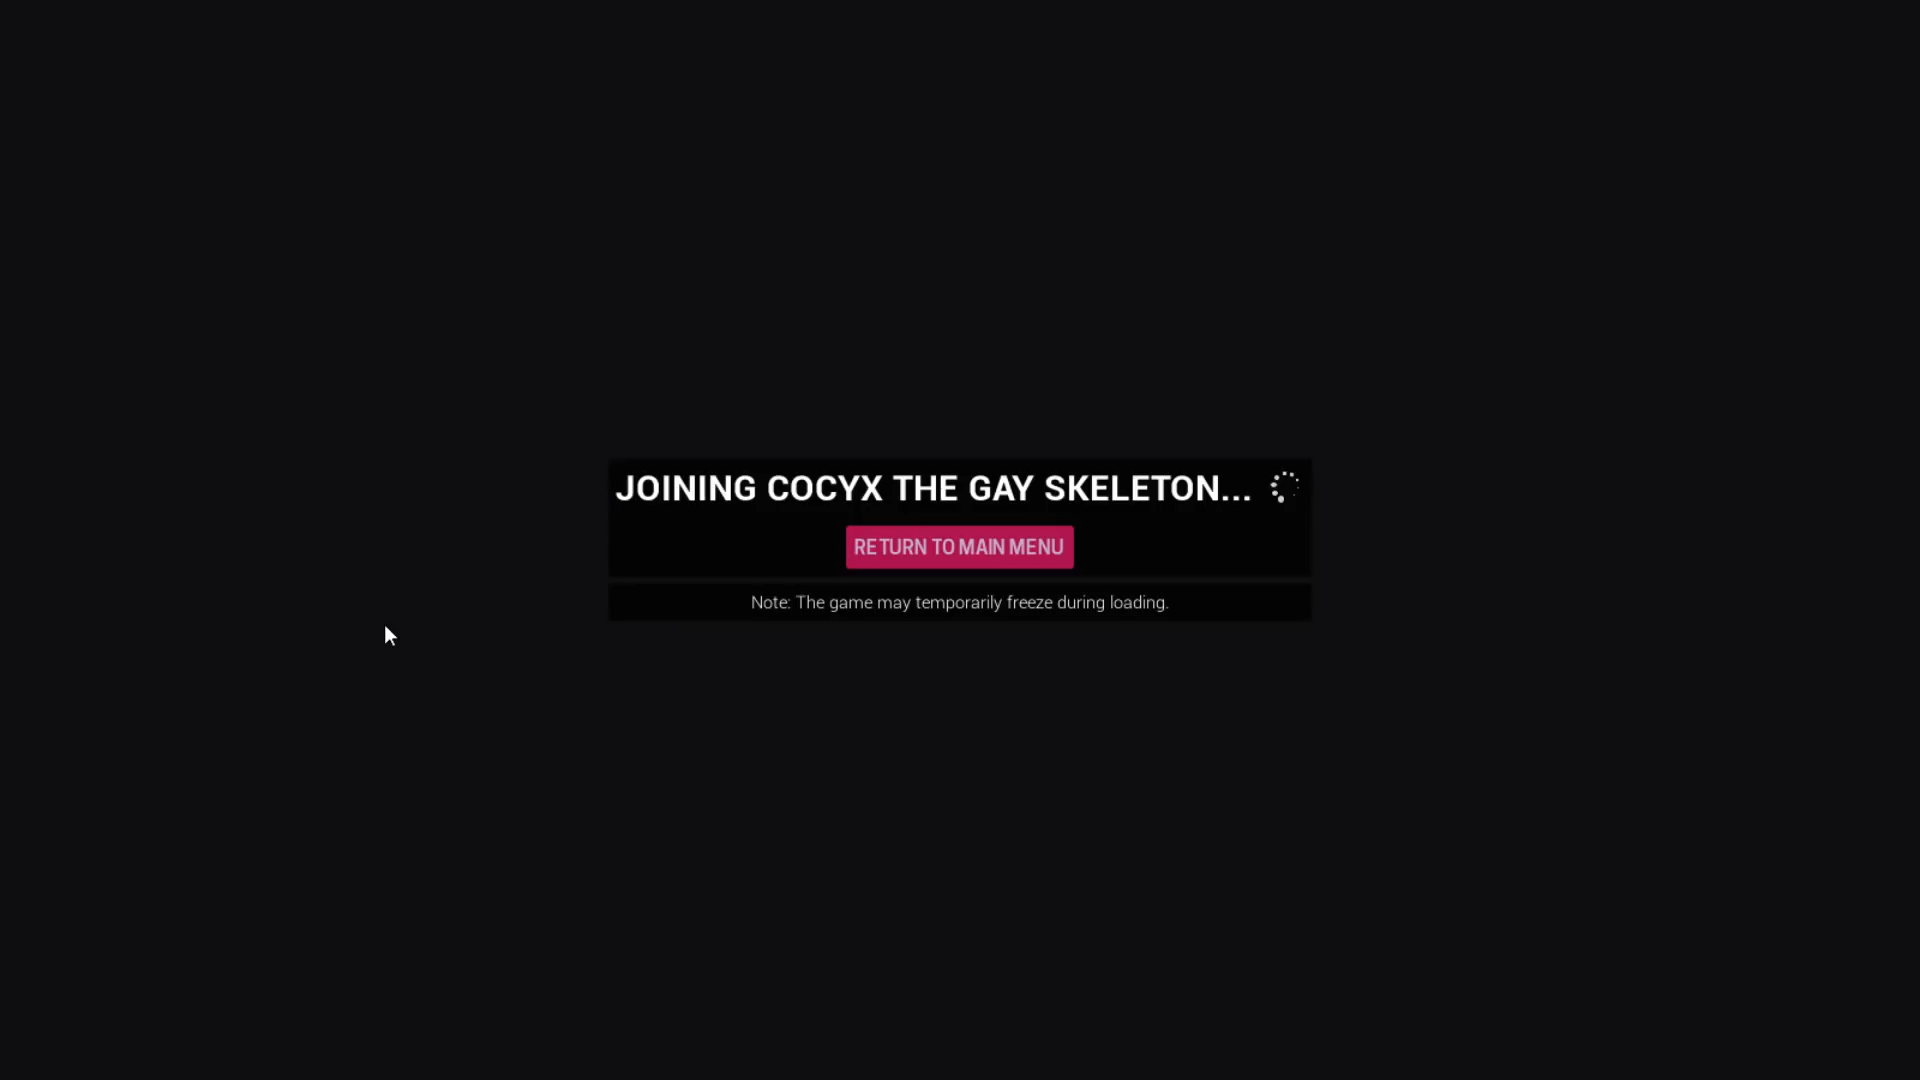 JOINING COCYX THE GAY SKELETON...
RETURN TO MAIN MENU
Note: The game may temporarily freeze during loading.